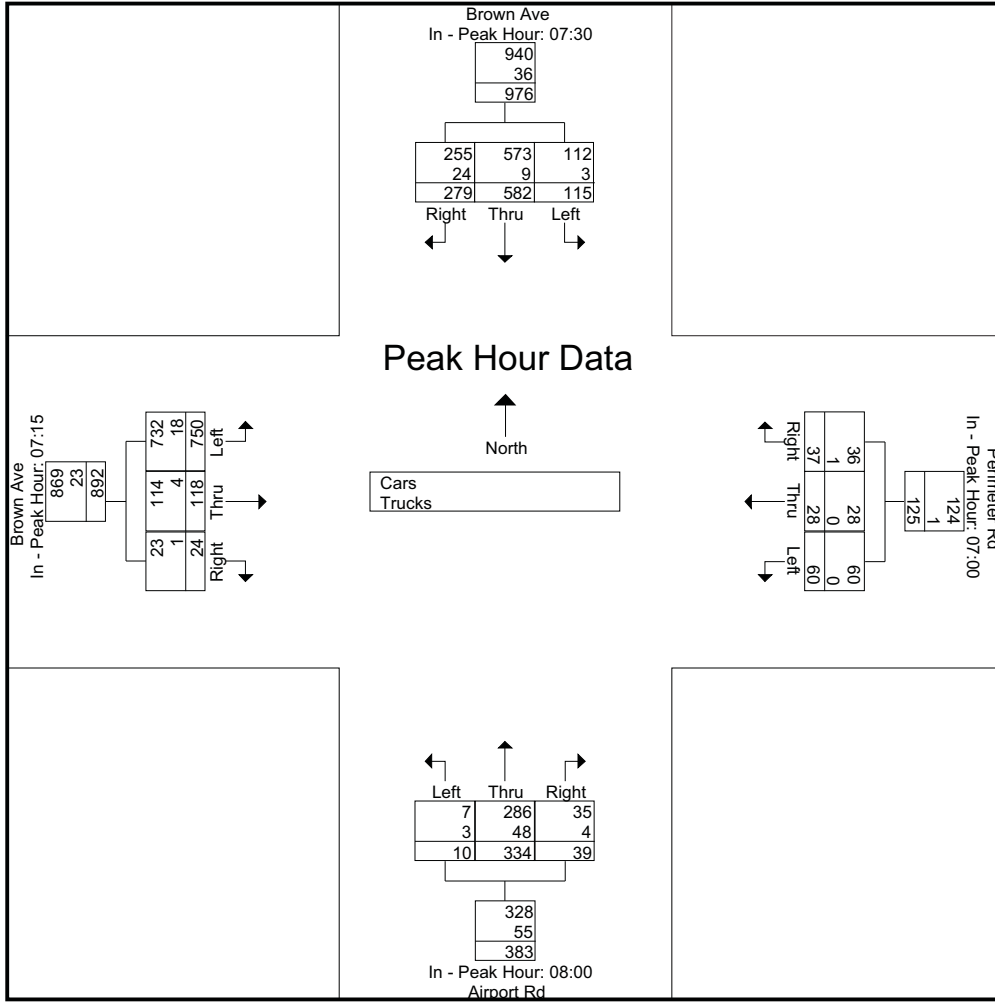 Brown Ave
In - Peak Hour: 07:30
940
36
976
255 573 112
24 9 3
279 582 115
Right Thru Left
Peak Hour Data
North
Cars
Trucks
Brown Ave
In - Peak Hour: 07:15
869
23
892
732 18 750
Left
114 4 118
Thru
23 1 24
Right
Right
37 1 36
Thru
28 0 28
Left
60 0 60
124
1
125
In - Peak Hour: 07:00
Perimeter Rd
Left Thru Right
7 286 35
3 48 4
10 334 39
328
55
383
In - Peak Hour: 08:00
Airport Rd